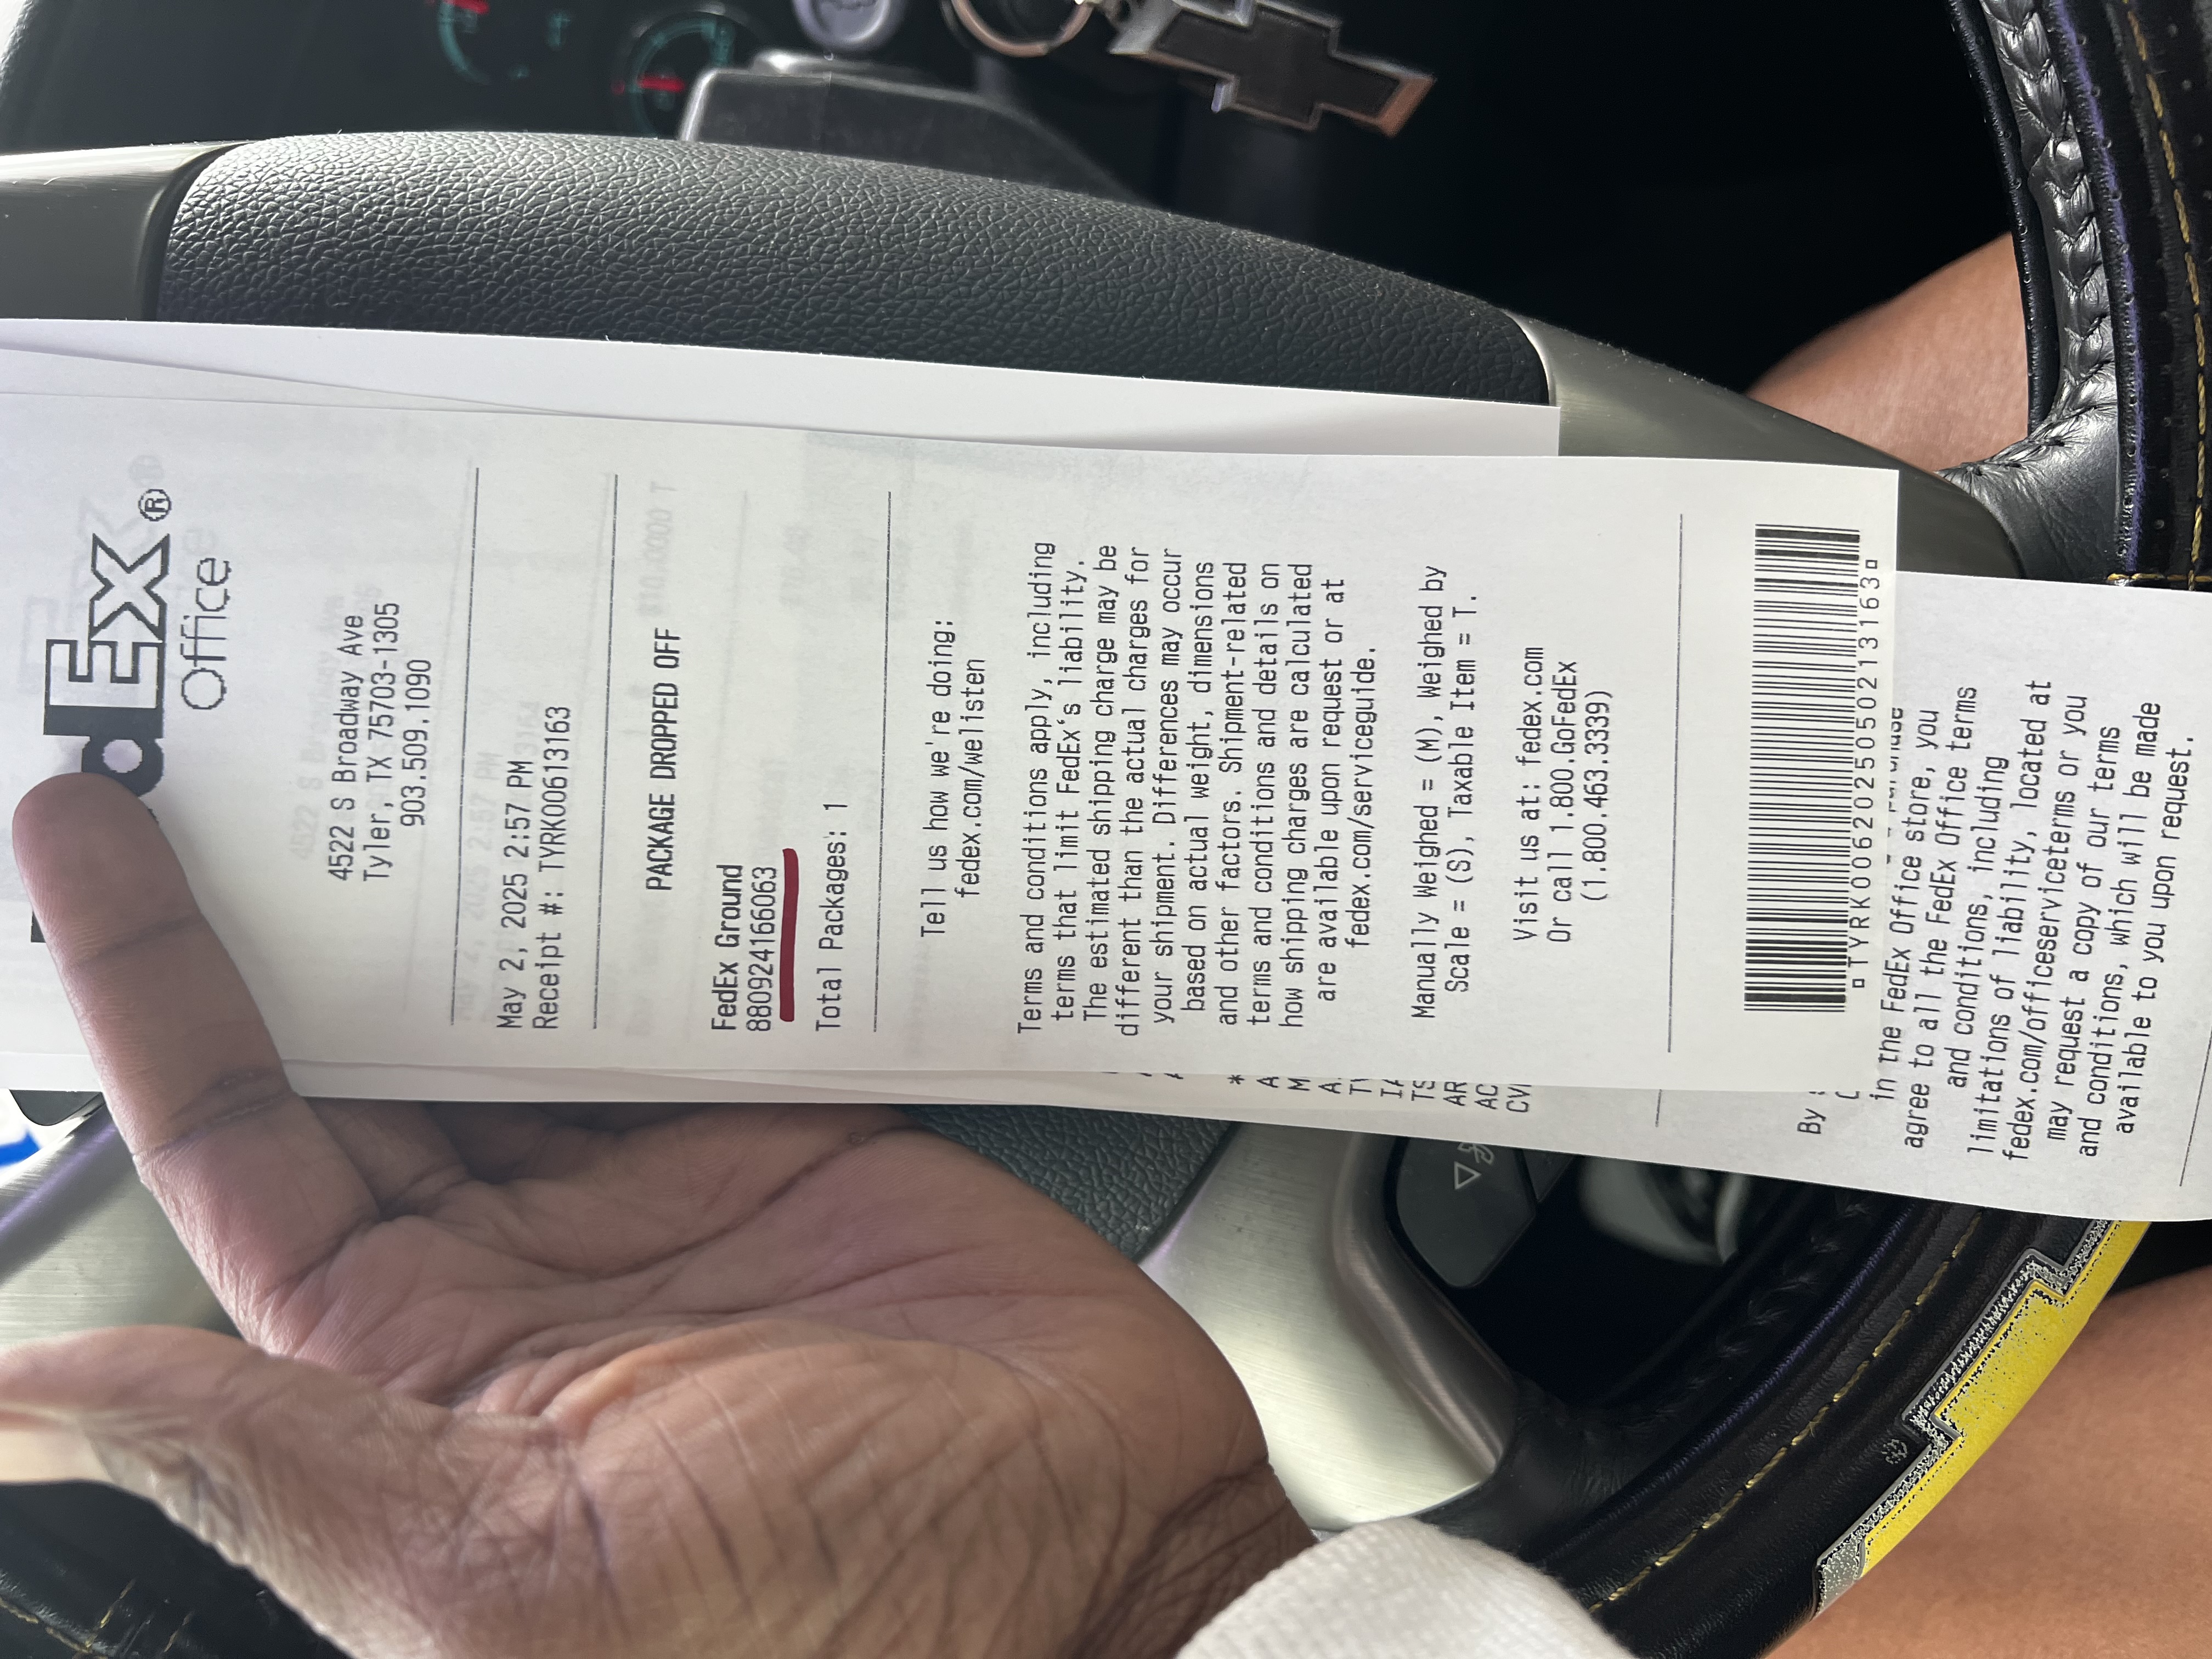 dEx®
Office
4522 S Broadway Ave
Tyler, TX 75703-1305
903.509.1090
May 2, 2025 2:57 PM
Receipt #: TYRK00613163
PACKAGE DROPPED OFF
FedEx Ground
880924166063
Total Packages: 1
Tell us how we're doing:
fedex.com/welisten
Terms and conditions apply, including
terms that limit FedEx's liability.
The estimated shipping charge may be
different than the actual charges for
your shipment. Differences may occur
based on actual weight, dimensions
and other factors. Shipment-related
terms and conditions and details on
how shipping charges are calculated
are available upon request or at
fedex.com/serviceguide.
Manually Weighed = (M), Weighed by
Scale = (S), Taxable Item = T.
Visit us at: fedex.com
Or call 1.800.GoFedEx
(1.800.463.3339)
TYRK0062025050213163
By
in the FedEx Office store, you
agree to all the FedEx Office terms
and conditions, including
limitations of liability, located at
fedex.com/officeserviceterms or you
may request a copy of our terms
and conditions, which will be made
available to you upon request.